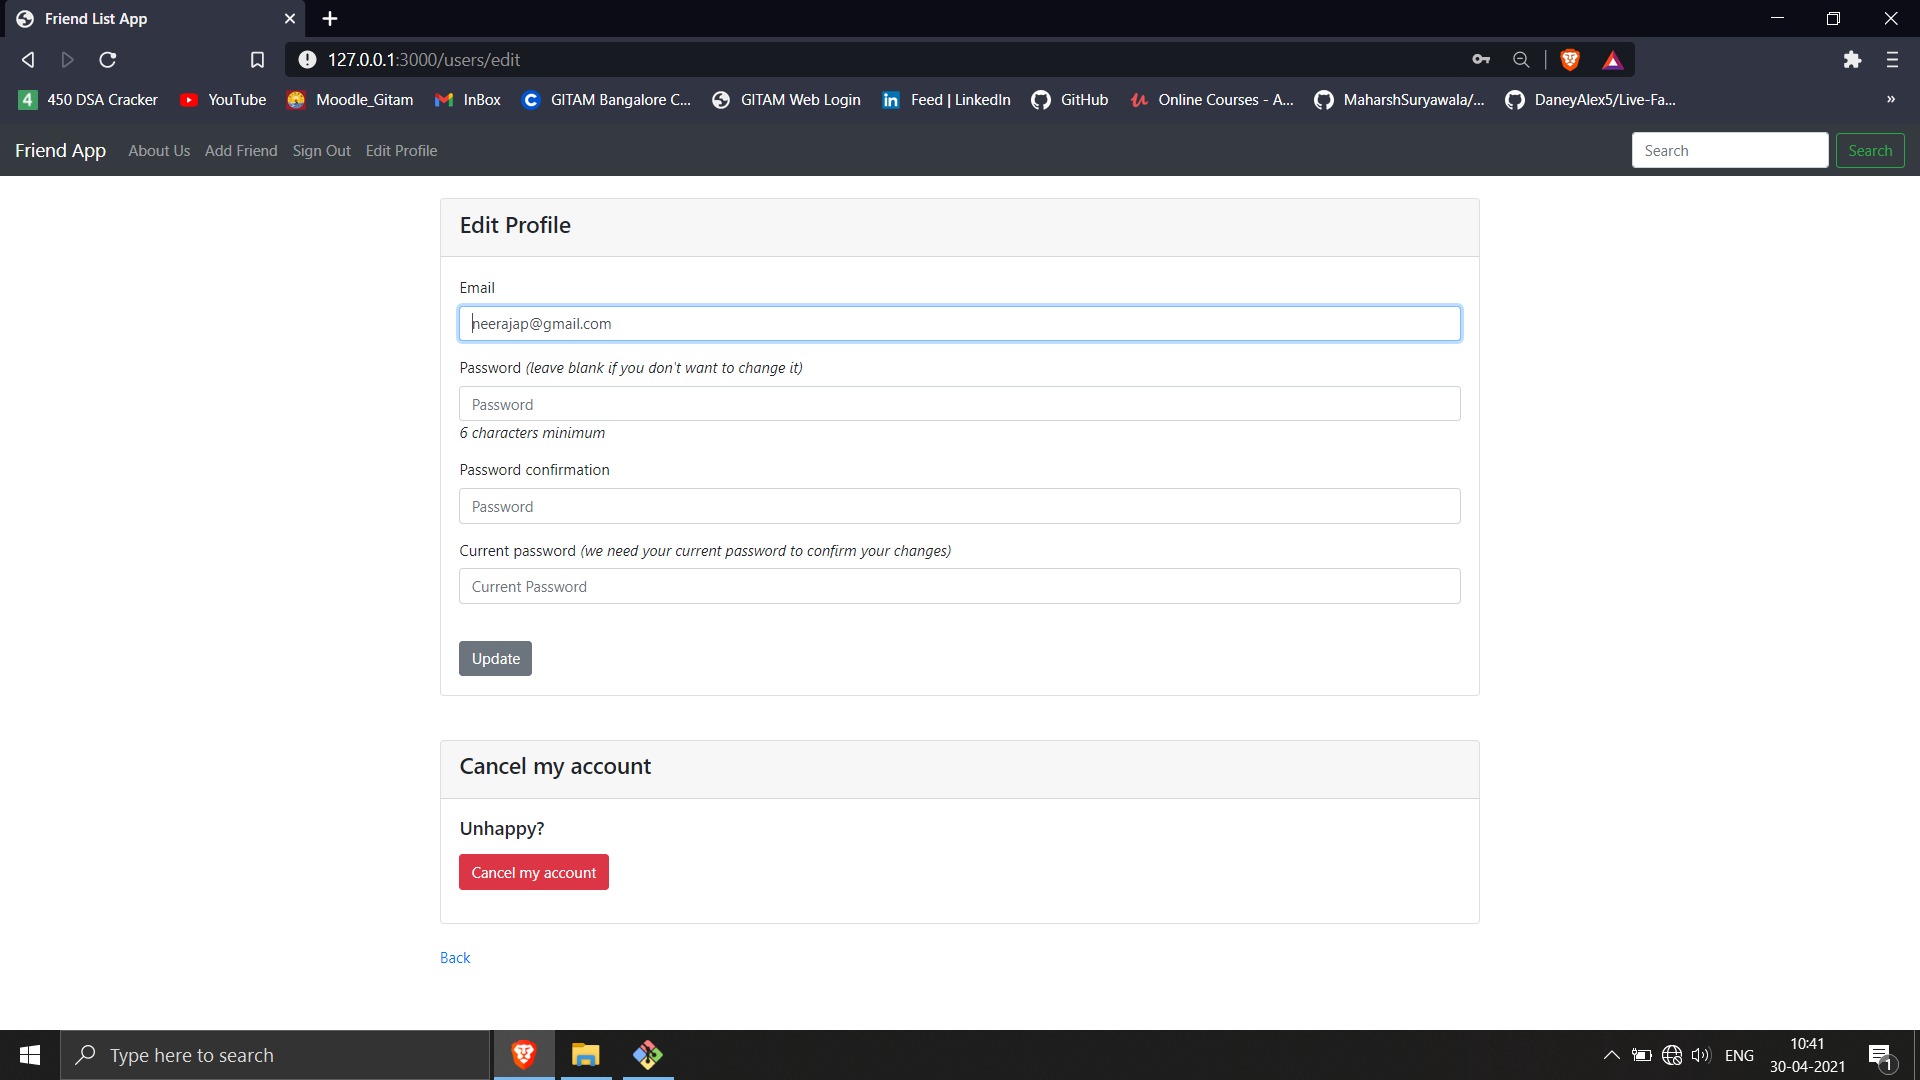 Friend List App
127.0.0.1:3000/users/edit
450 DSA Cracker YouTube Moodle_Gitam InBox GITAM Bangalore C... GITAM Web Login Feed | LinkedIn GitHub Online Courses - A... MaharshSuryawala/... DaneyAlex5/Live-Fa... »
Friend App About Us Add Friend Sign Out Edit Profile Search Search
Edit Profile
Email
neerajap@gmail.com
Password (leave blank if you don't want to change it)
Password
6 characters minimum
Password confirmation
Password
Current password (we need your current password to confirm your changes)
Current Password
Update
Cancel my account
Unhappy?
Cancel my account
Back
Type here to search
ENG
10:41
30-04-2021
1